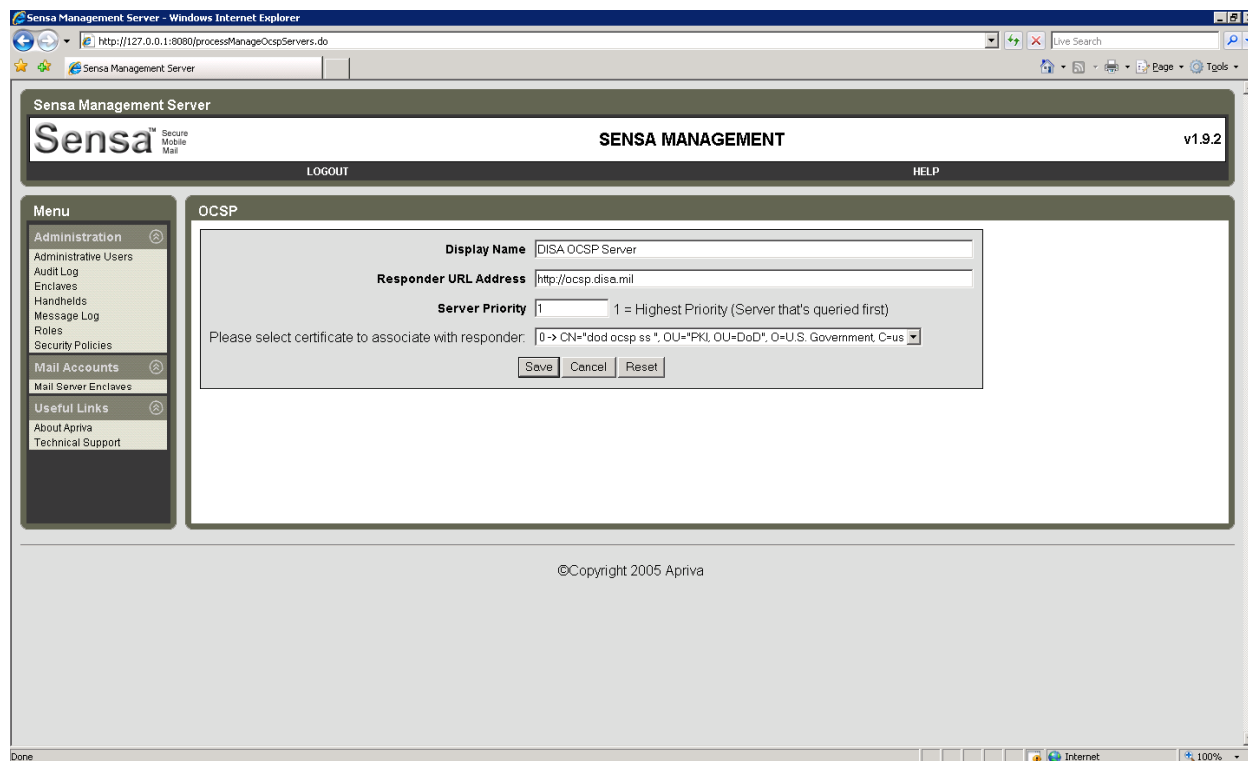 Sensa Management Server - Windows Internet Explorer
http://127.0.0.1:8080/processManageOcspServers.do
Live Search
Sensa Management Server
Page
Tools
Sensa Management Server
Sensa™ Secure Mobile Mail
SENSA MANAGEMENT
v1.9.2
LOGOUT
HELP
Menu
Administration
Administrative Users
Audit Log
Enclaves
Handhelds
Message Log
Roles
Security Policies
Mail Accounts
Mail Server Enclaves
Useful Links
About Apriva
Technical Support
OCSP
Display Name DISA OCSP Server
Responder URL Address http://ocsp.disa.mil
Server Priority 1 1 = Highest Priority (Server that's queried first)
Please select certificate to associate with responder: 0 -> CN="dod ocsp ss ", OU="PKI, OU=DoD", O=U.S. Government, C=us
Save Cancel Reset
©Copyright 2005 Apriva
Done
Internet
100%